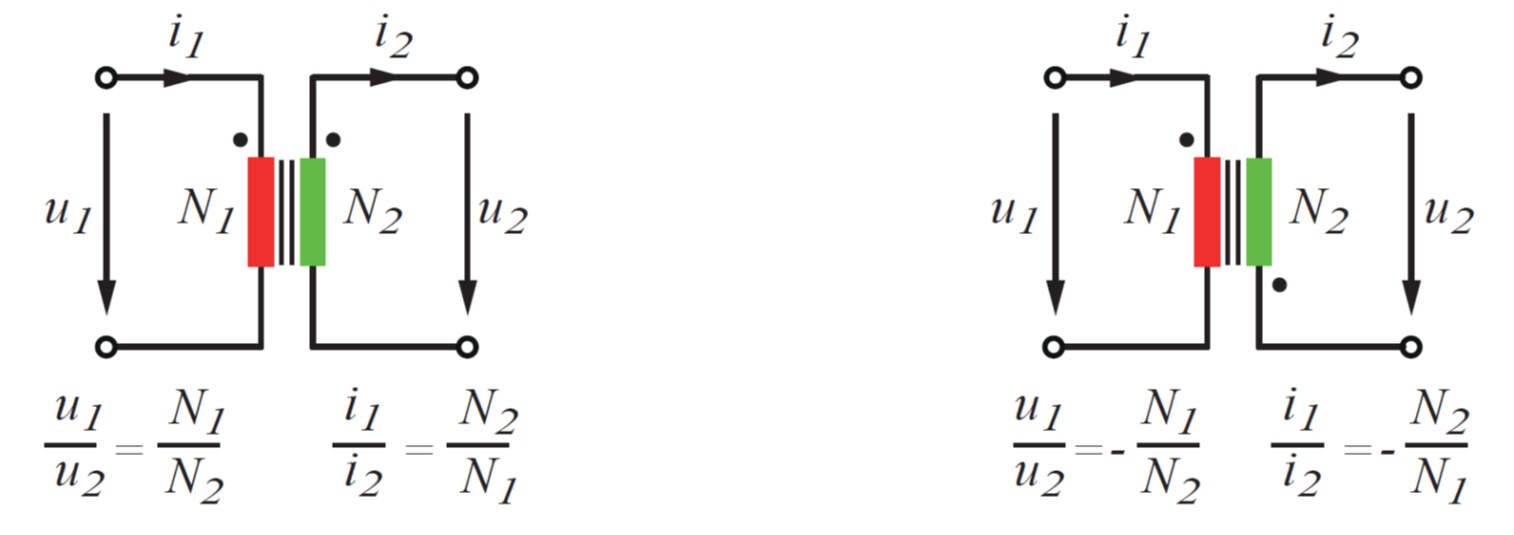 i1 i2 i1 i2
N1 N2 N1 N2
u1 u2 u1 u2
u1/u2 = N1/N2 i1/i2 = N2/N1 u1/u2 = - N1/N2 i1/i2 = - N2/N1